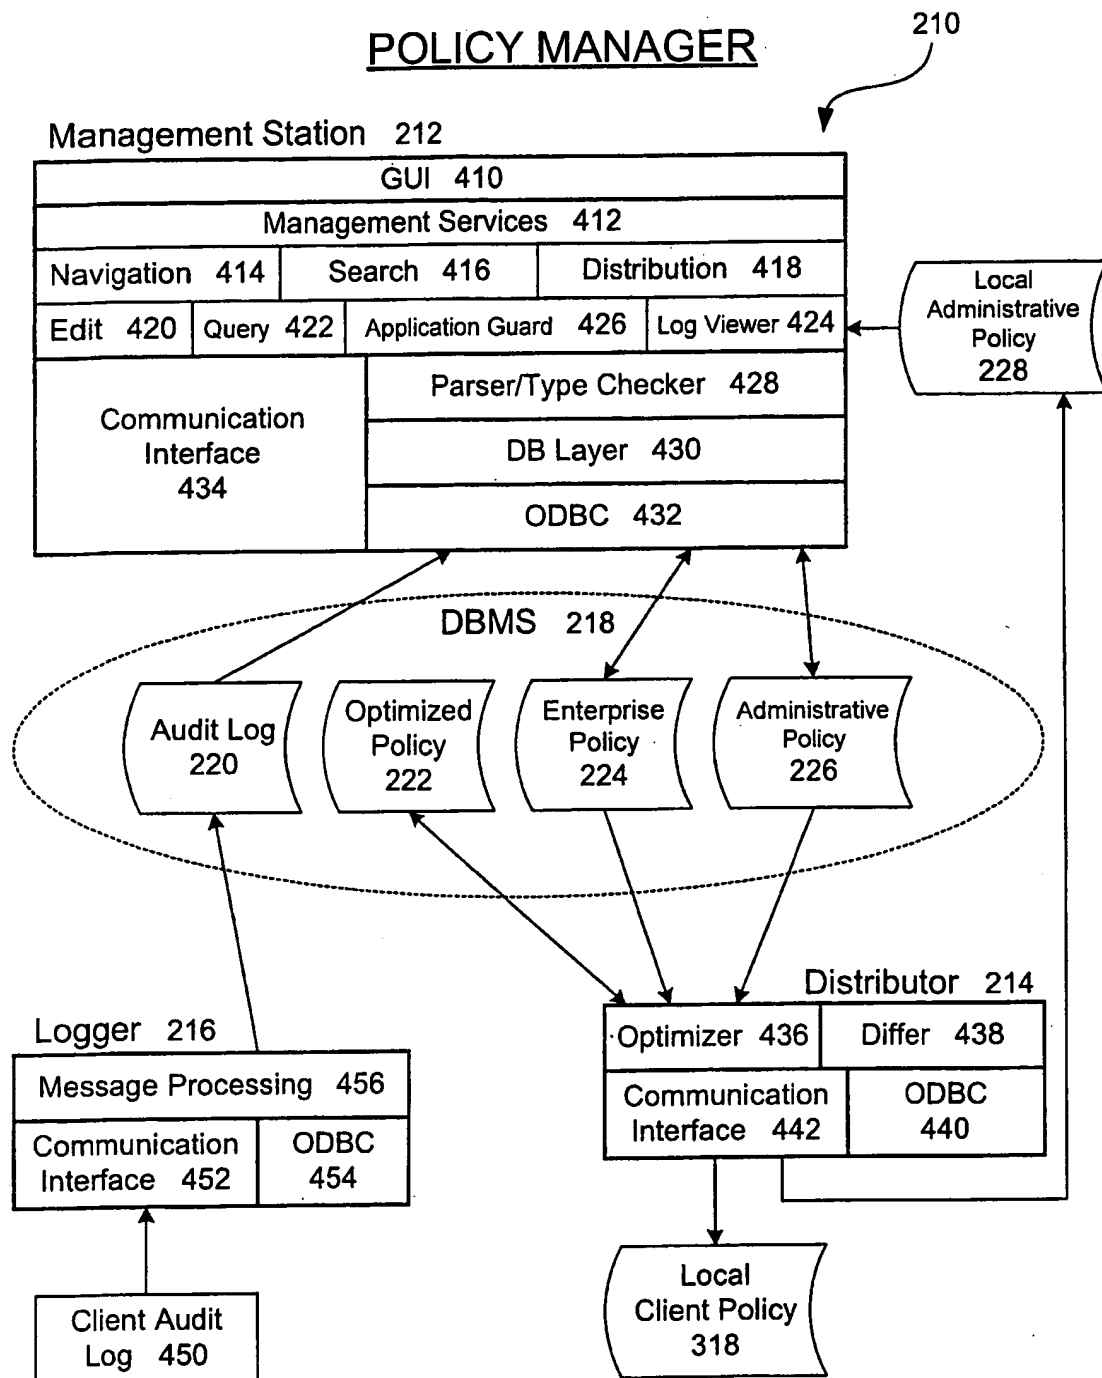 POLICY MANAGER
210
Management Station 212
GUI 410
Management Services 412
Navigation 414
Search 416
Distribution 418
Edit 420
Query 422
Application Guard 426
Log Viewer 424
Local
Administrative
Policy
228
Communication
Interface
434
Parser/Type Checker 428
DB Layer 430
ODBC 432
DBMS 218
Audit Log
220
Optimized
Policy
222
Enterprise
Policy
224
Administrative
Policy
226
Distributor 214
Optimizer 436
Differ 438
Communication
Interface 442
ODBC
440
Logger 216
Message Processing 456
Communication
Interface 452
ODBC
454
Client Audit
Log 450
Local
Client Policy
318